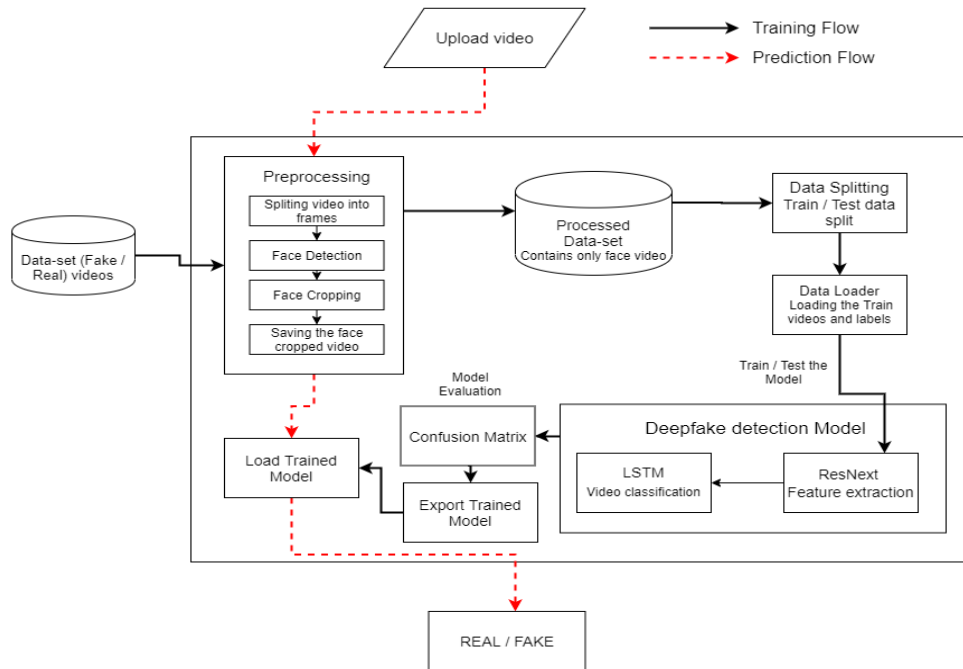 Upload video
Training Flow
Prediction Flow
Preprocessing
Spliting video into
frames
Face Detection
Face Cropping
Saving the face
cropped video
Data-set (Fake /
Real) videos
Processed
Data-set
Contains only face video
Data Splitting
Train / Test data
split
Data Loader
Loading the Train
videos and labels
Train / Test the
Model
Model
Evaluation
Confusion Matrix
Export Trained
Model
Load Trained
Model
Deepfake detection Model
LSTM
Video classification
ResNext
Feature extraction
REAL / FAKE